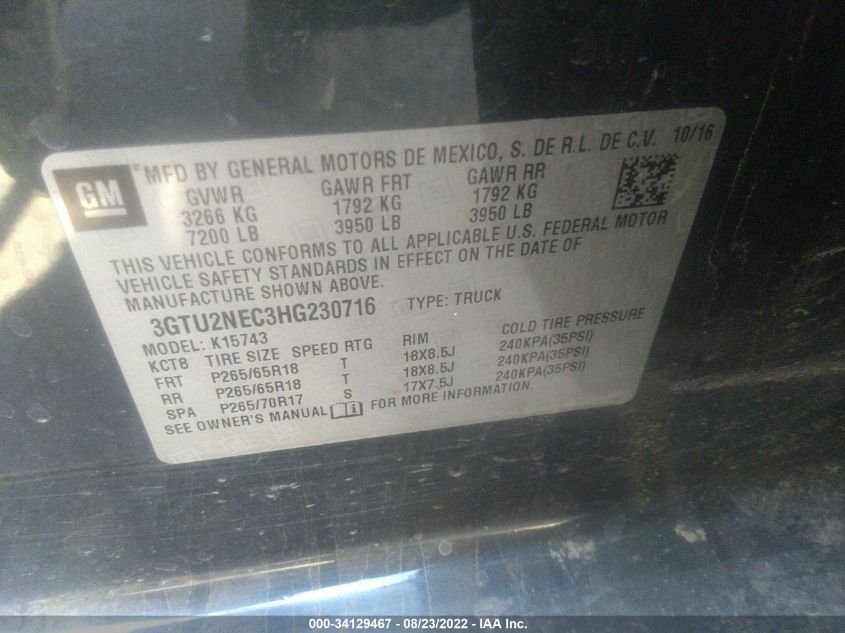 GM ® MFD BY GENERAL MOTORS DE MEXICO, S. DE R.L. DE C.V. 10/16
GVWR GAWR FRT GAWR RR
3266 KG 1792 KG 1792 KG
7200 LB 3950 LB 3950 LB
THIS VEHICLE CONFORMS TO ALL APPLICABLE U.S. FEDERAL MOTOR
VEHICLE SAFETY STANDARDS IN EFFECT ON THE DATE OF
MANUFACTURE SHOWN ABOVE.
3GTU2NEC3HG230716 TYPE: TRUCK
MODEL: K15743
KCT8 TIRE SIZE SPEED RTG RIM COLD TIRE PRESSURE
FRT P265/65R18 T 18X8.5J 240KPA(35PSI)
RR P265/65R18 T 18X8.5J 240KPA(35PSI)
SPA P265/70R17 S 17X7.5J 240KPA(35PSI)
SEE OWNER'S MANUAL FOR MORE INFORMATION.
000-34129467 - 08/23/2022 - IAA Inc.